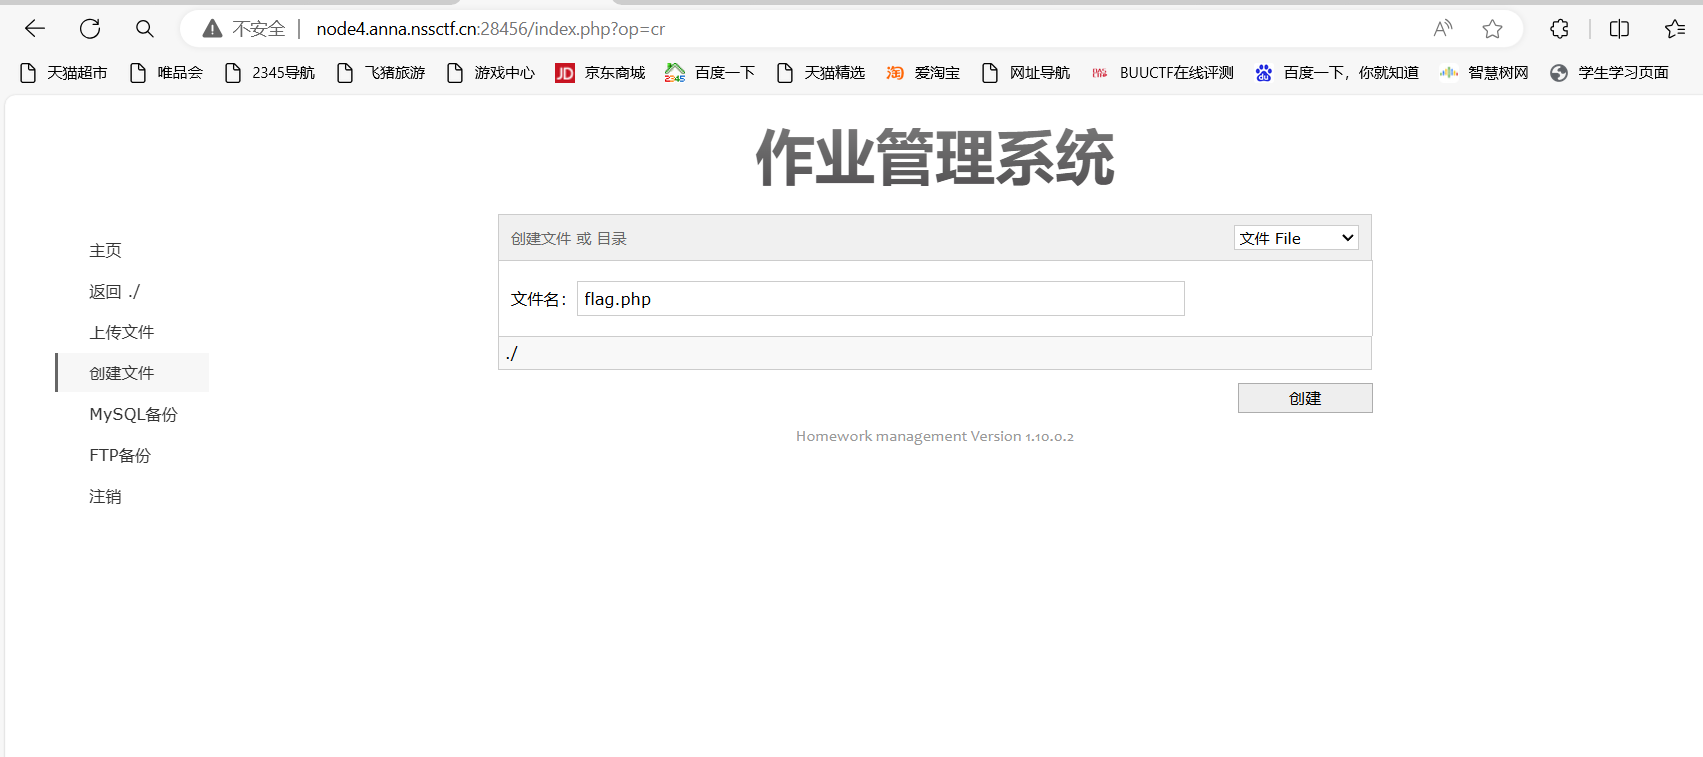 不安全 node4.anna.nssctf.cn:28456/index.php?op=cr
天猫超市 唯品会 2345导航 飞猪旅游 游戏中心 JD 京东商城 2345 百度一下 天猫精选 淘 爱淘宝 网址导航 BUUCTF在线评测 du 百度一下，你就知道 智慧树网 学生学习页面
作业管理系统
创建文件 或 目录 文件 File
主页
返回 ./
文件名： flag.php
上传文件
./
创建文件
创建
MySQL备份
Homework management Version 1.10.0.2
FTP备份
注销